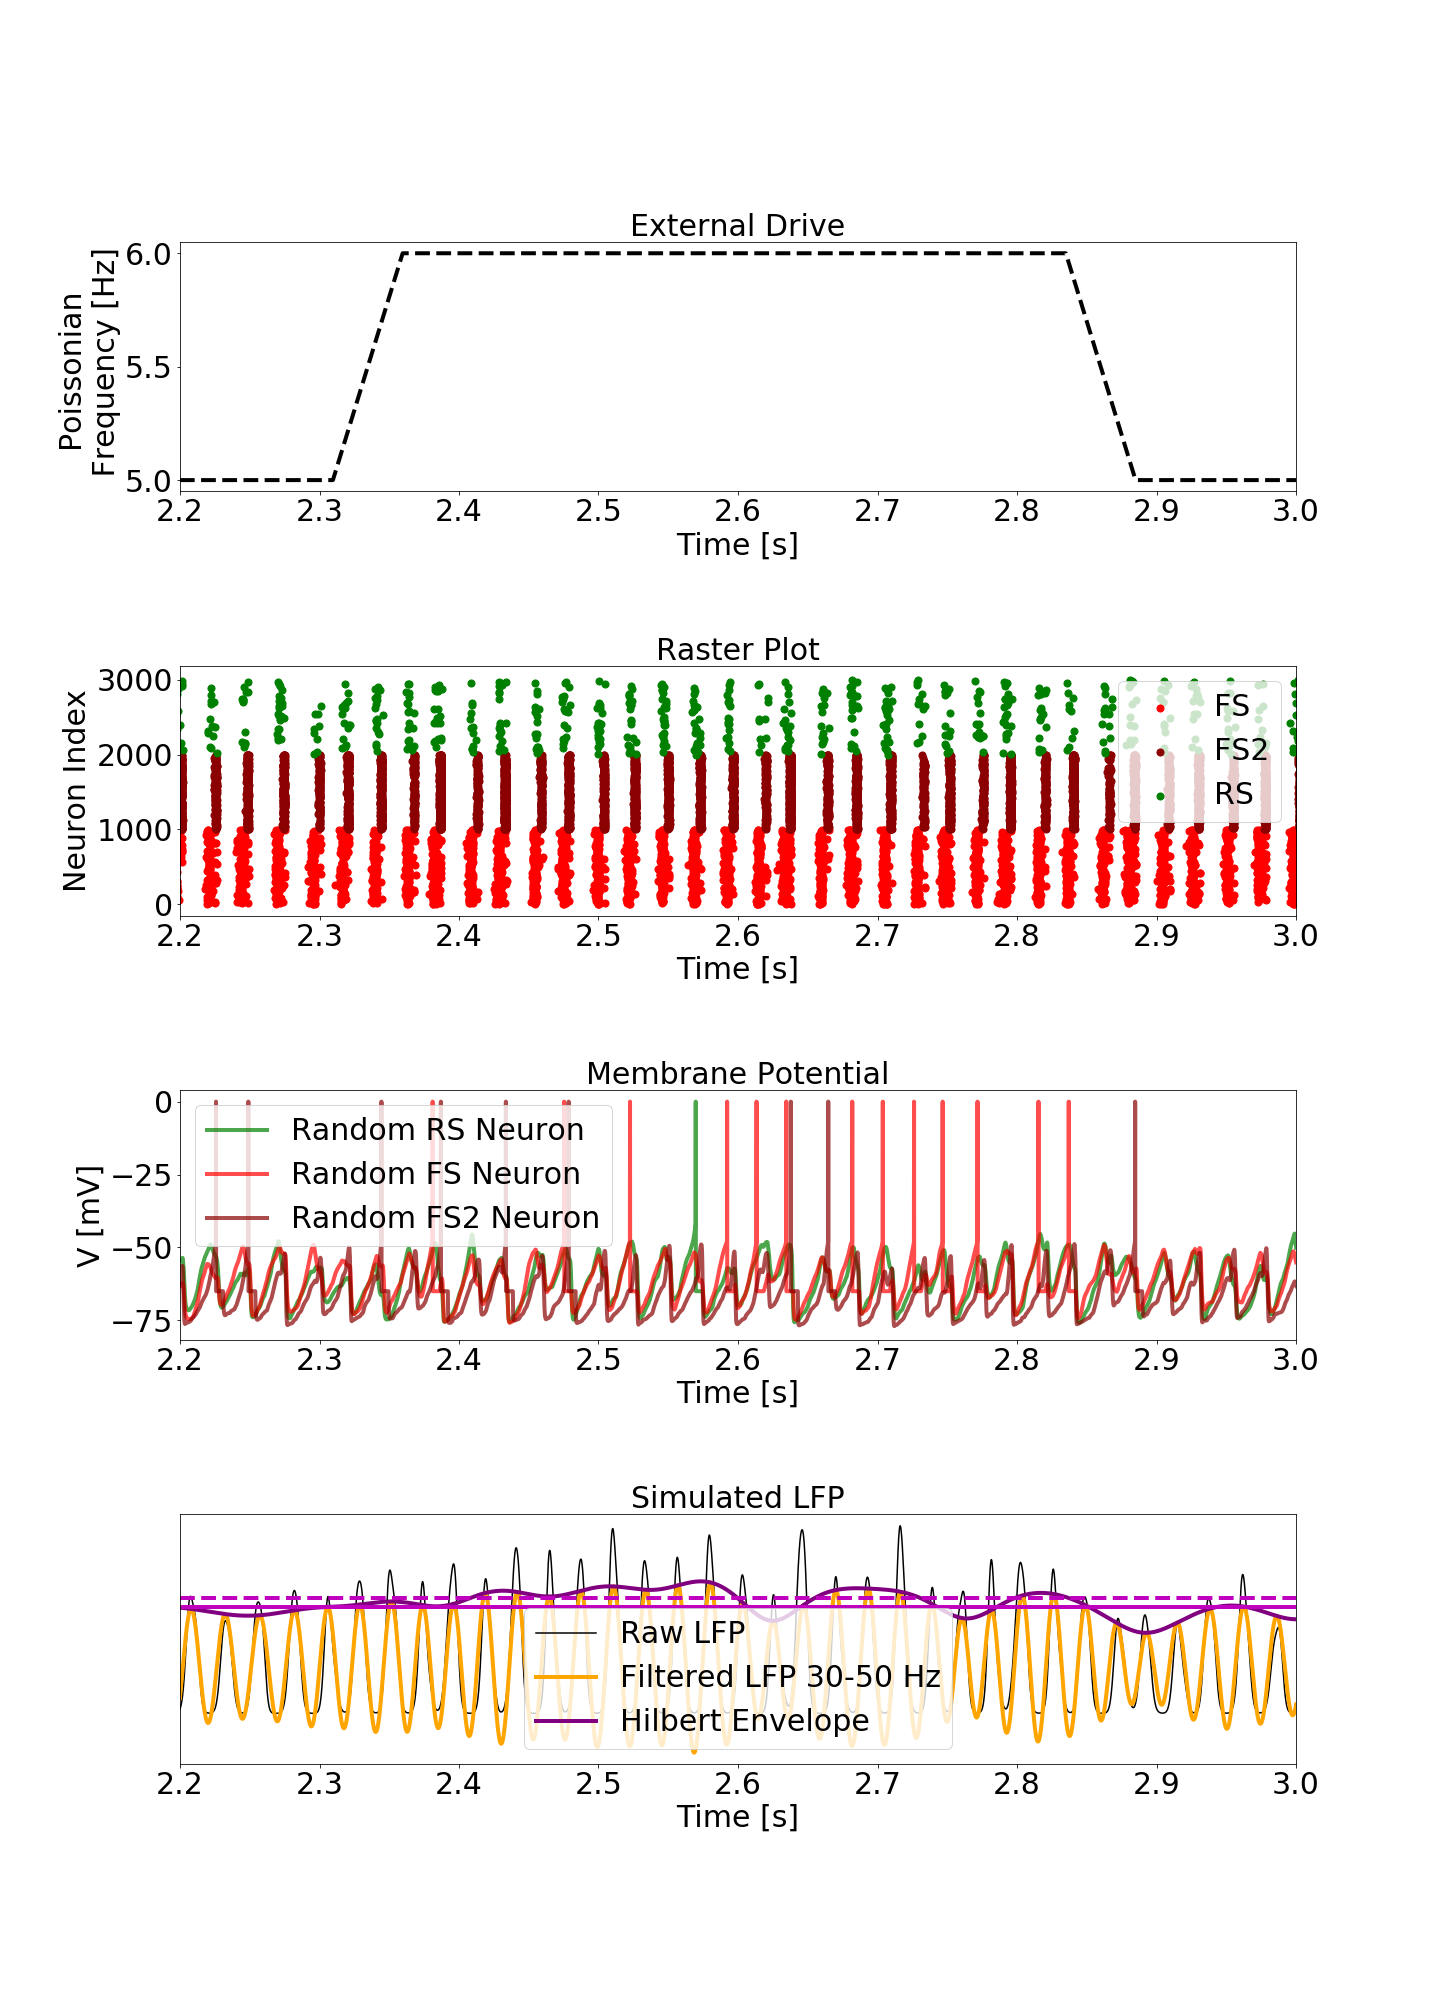 External Drive
Poissonian
Frequency [Hz]
6.0
5.5
5.0
2.2 2.3 2.4 2.5 2.6 2.7 2.8 2.9 3.0
Time [s]
Raster Plot
Neuron Index
3000
2000
1000
0
FS
FS2
RS
2.2 2.3 2.4 2.5 2.6 2.7 2.8 2.9 3.0
Time [s]
Membrane Potential
V [mV]
0
−25
−50
−75
Random RS Neuron
Random FS Neuron
Random FS2 Neuron
2.2 2.3 2.4 2.5 2.6 2.7 2.8 2.9 3.0
Time [s]
Simulated LFP
Raw LFP
Filtered LFP 30-50 Hz
Hilbert Envelope
2.2 2.3 2.4 2.5 2.6 2.7 2.8 2.9 3.0
Time [s]